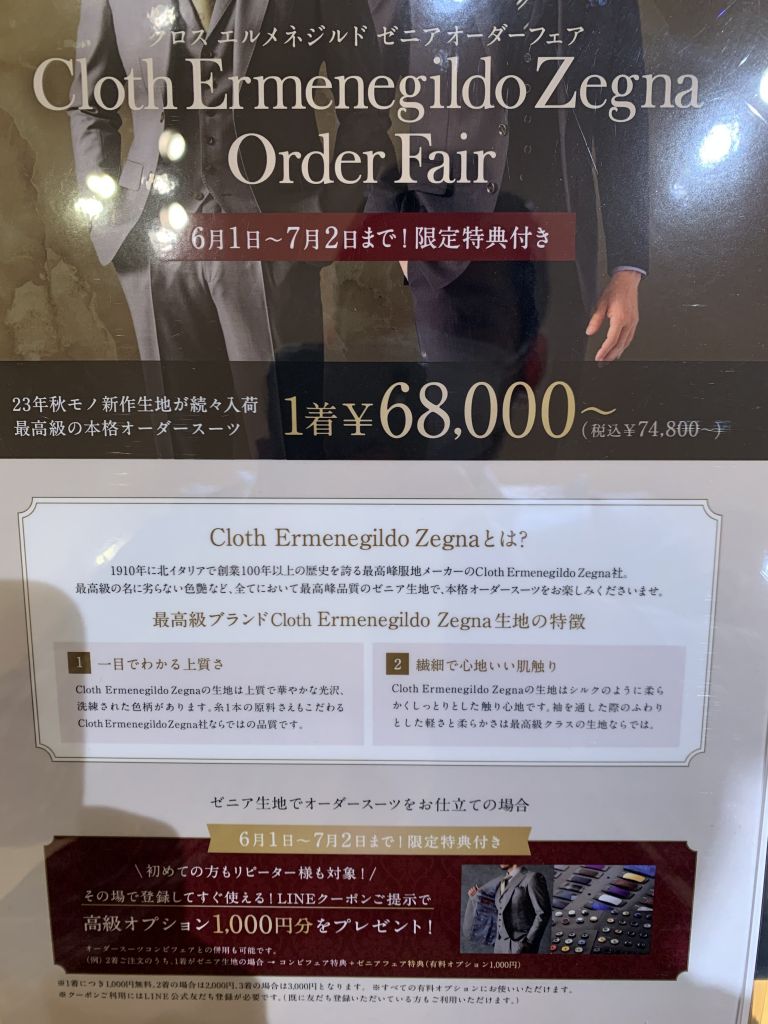 クロス エルメネジルド ゼニアオーダーフェア
Cloth Ermenegildo Zegna
Order Fair
6月1日～7月2日まで！限定特典付き
23年秋モノ新作生地が続々入荷
最高級の本格オーダースーツ
1着￥68,000～
(税込￥74,800～)
Cloth Ermenegildo Zegnaとは?
1910年に北イタリアで創業100年以上の歴史を誇る最高峰服地メーカーのCloth Ermenegildo Zegna社。
最高級の名に劣らない色艶など、全てにおいて最高峰品質のゼニア生地で、本格オーダースーツをお楽しみくださいませ。
最高級ブランドCloth Ermenegildo Zegna生地の特徴
1 一目でわかる上質さ
Cloth Ermenegildo Zegnaの生地は上質で華やかな光沢、
洗練された色柄があります。糸1本の原料さえもこだわる
Cloth Ermenegildo Zegna社ならではの品質です。
2 繊細で心地いい肌触り
Cloth Ermenegildo Zegnaの生地はシルクのように柔ら
かくしっとりとした触り心地です。袖を通した際のふわり
とした軽さと柔らかさは最高級クラスの生地ならでは。
ゼニア生地でオーダースーツをお仕立ての場合
6月1日～7月2日まで！限定特典付き
\ 初めての方もリピーター様も対象！/
その場で登録してすぐ使える！LINEクーポンご提示で
高級オプション1,000円分をプレゼント！
オーダースーツコンビフェアとの併用も可能です。
(例) 2着ご注文のうち、1着がゼニア生地の場合 → コンビフェア特典+ゼニアフェア特典(有料オプション1,000円)
※1着につき1,000円無料、2着の場合は2,000円、3着の場合は3,000円となります。 ※すべての有料オプションにお使いいただけます。
※クーポンご利用にはLINE公式友だち登録が必要です。(既に友だち登録いただいている方もご利用いただけます。)